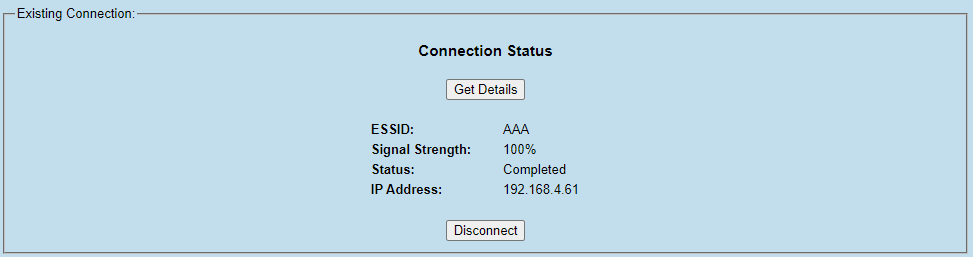 Existing Connection:
Connection Status
Get Details
ESSID: AAA
Signal Strength: 100%
Status: Completed
IP Address: 192.168.4.61
Disconnect